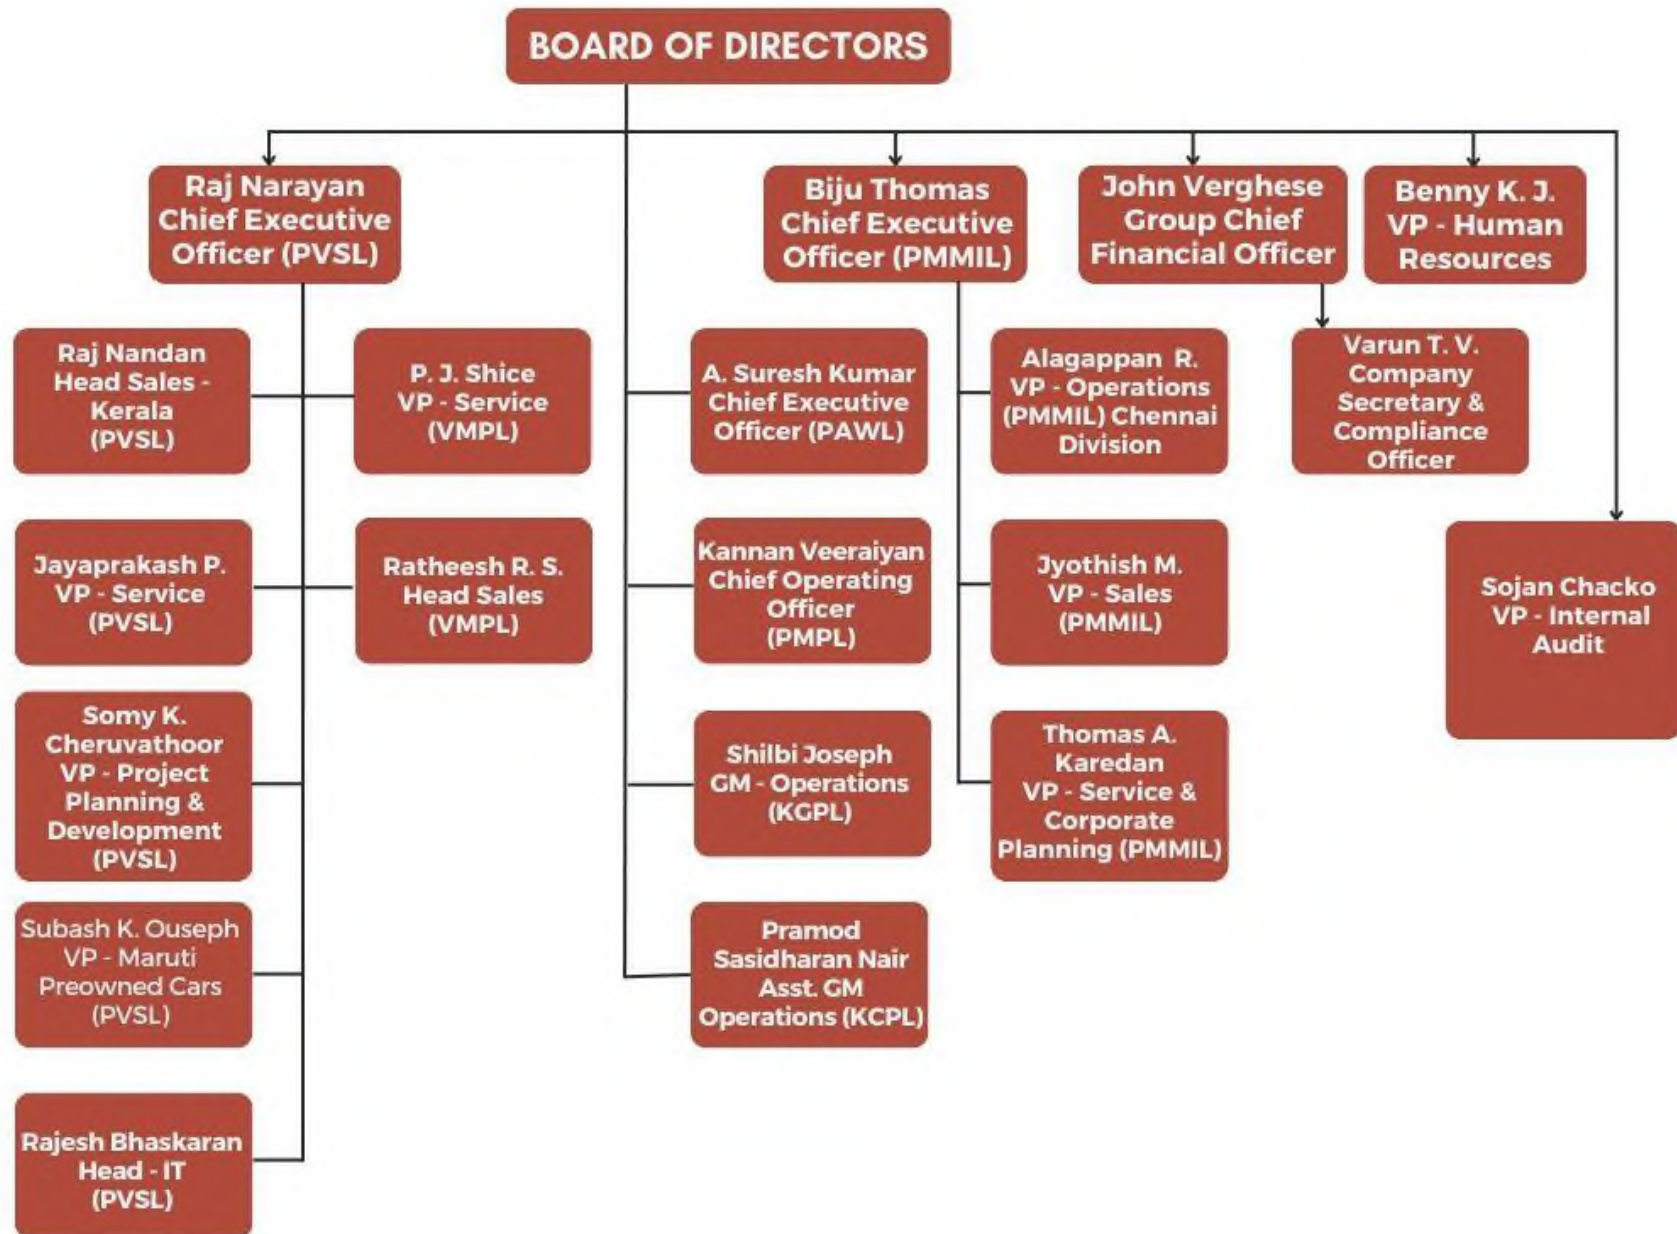 BOARD OF DIRECTORS
Raj Narayan
Chief Executive
Officer (PVSL)
Biju Thomas
Chief Executive
Officer (PMMIL)
John Verghese
Group Chief
Financial Officer
Benny K. J.
VP - Human
Resources
Raj Nandan
Head Sales -
Kerala
(PVSL)
P. J. Shice
VP - Service
(VMPL)
A. Suresh Kumar
Chief Executive
Officer (PAWL)
Alagappan R.
VP - Operations
(PMMIL) Chennai
Division
Varun T. V.
Company
Secretary &
Compliance
Officer
Jayaprakash P.
VP - Service
(PVSL)
Ratheesh R. S.
Head Sales
(VMPL)
Kannan Veeraiyan
Chief Operating
Officer
(PMPL)
Jyothish M.
VP - Sales
(PMMIL)
Sojan Chacko
VP - Internal
Audit
Somy K.
Cheruvathoor
VP - Project
Planning &
Development
(PVSL)
Shilbi Joseph
GM - Operations
(KGPL)
Thomas A.
Karedan
VP - Service &
Corporate
Planning (PMMIL)
Subash K. Ouseph
VP - Maruti
Preowned Cars
(PVSL)
Pramod
Sasidharan Nair
Asst. GM
Operations (KCPL)
Rajesh Bhaskaran
Head - IT
(PVSL)